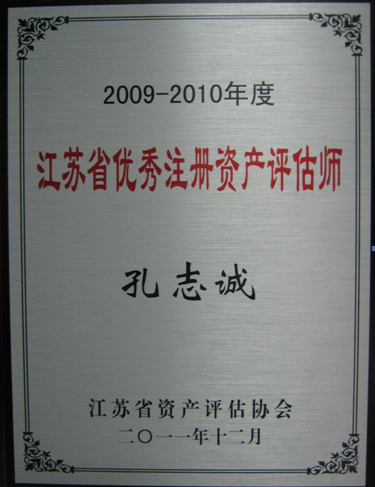 2009-2010年度
江苏省优秀注册资产评估师
孔志诚
江苏省资产评估协会
二〇一一年十二月